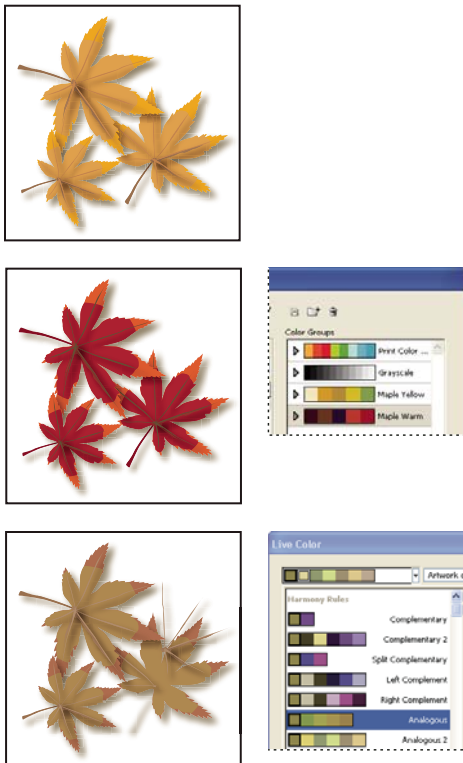 Color Groups
Print Color ...
Grayscale
Maple Yellow
Maple Warm
Live Color
Artwork
Harmony Rules
Complementary
Complementary 2
Split Complementary
Left Complement
Right Complement
Analogous
Analogous 2